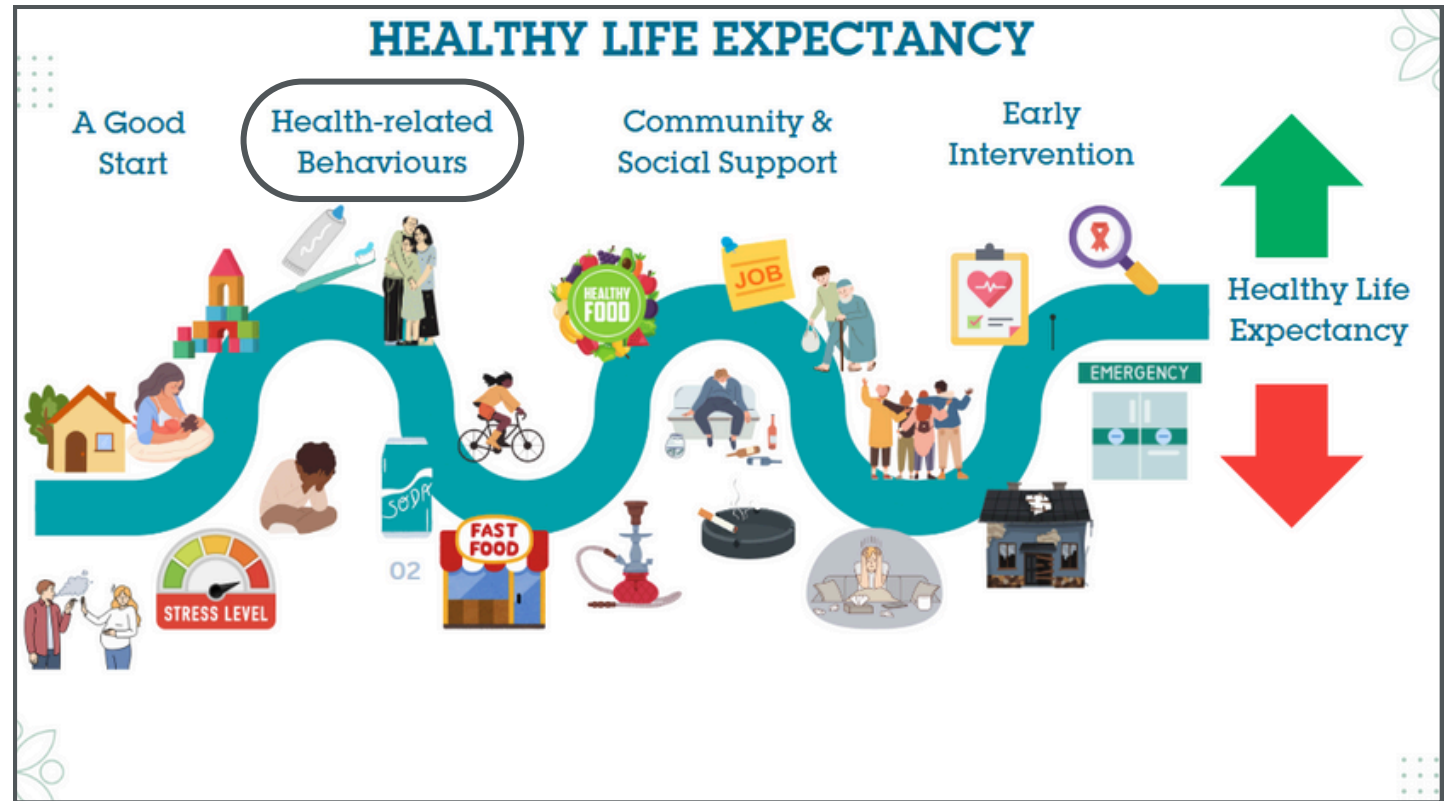 HEALTHY LIFE EXPECTANCY
A Good
Start
Health-related
Behaviours
Community &
Social Support
Early
Intervention
HEALTHY
FOOD
JOB
Healthy Life
Expectancy
EMERGENCY
SODA
FAST
FOOD
02
STRESS LEVEL